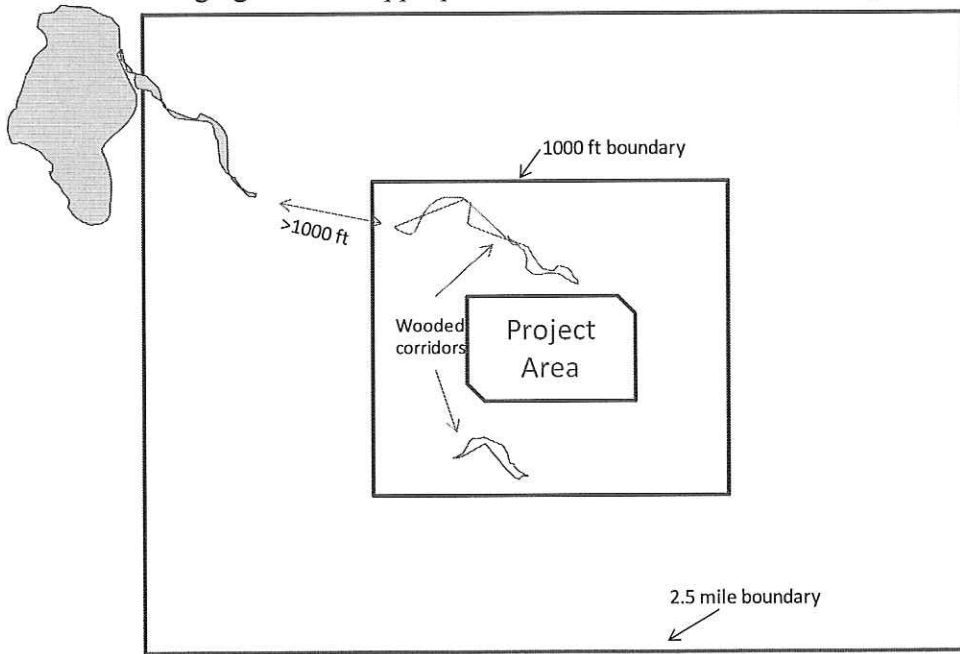 1000 ft boundary
>1000 ft
Wooded
corridors
Project
Area
2.5 mile boundary